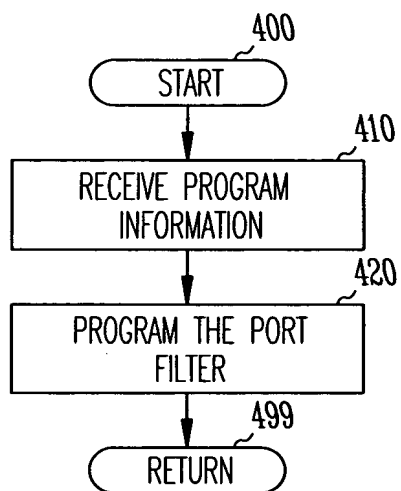 400
START
410
RECEIVE PROGRAM
INFORMATION
420
PROGRAM THE PORT
FILTER
499
RETURN